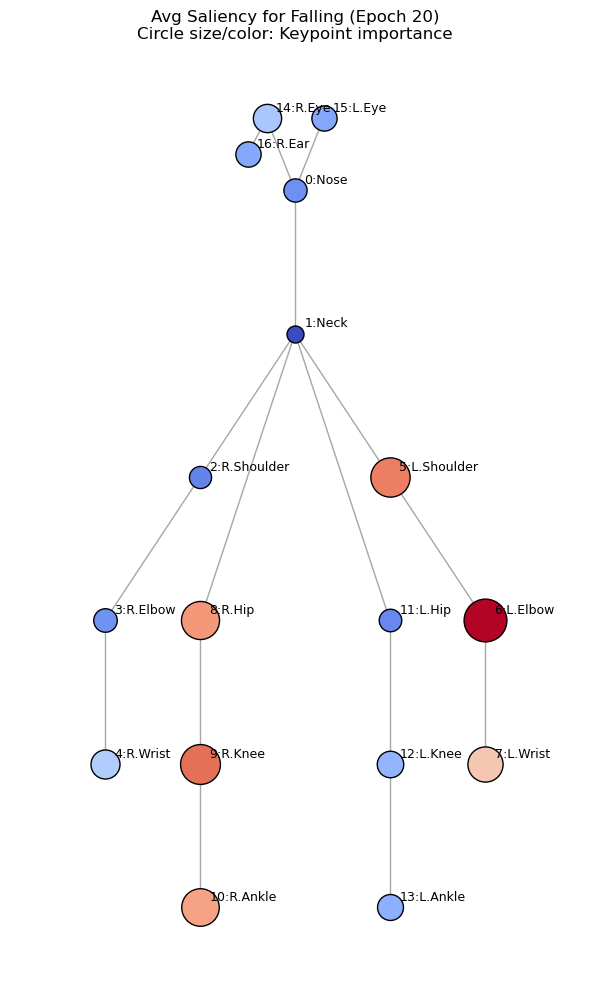 Avg Saliency for Falling (Epoch 20)
Circle size/color: Keypoint importance
14:R.Eye
15:L.Eye
16:R.Ear
0:Nose
1:Neck
2:R.Shoulder
5:L.Shoulder
3:R.Elbow
8:R.Hip
11:L.Hip
6:L.Elbow
4:R.Wrist
9:R.Knee
12:L.Knee
7:L.Wrist
10:R.Ankle
13:L.Ankle